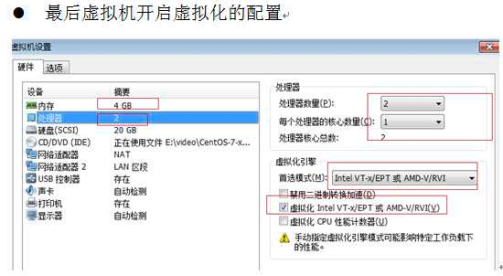 ● 最后虚拟机开启虚拟化的配置
虚拟机设置
硬件 选项
设备 摘要
内存 4 GB
处理器 2
硬盘(SCSI) 20 GB
CD/DVD (IDE) 正在使用文件 E:\video\CentOS-7-x...
网络适配器 NAT
网络适配器 2 LAN 区段
USB 控制器 存在
声卡 自动检测
打印机 存在
显示器 自动检测
处理器
处理器数量(P): 2
每个处理器的核心数量(C): 1
处理器核心总数: 2
虚拟化引擎
首选模式(M): Intel VT-x/EPT 或 AMD-V/RVI
禁用二进制转换加速(D)
虚拟化 Intel VT-x/EPT 或 AMD-V/RVI(V)
虚拟化 CPU 性能计数器(U)
手动指定虚拟化引擎模式可能影响特定工作负载下
的性能。